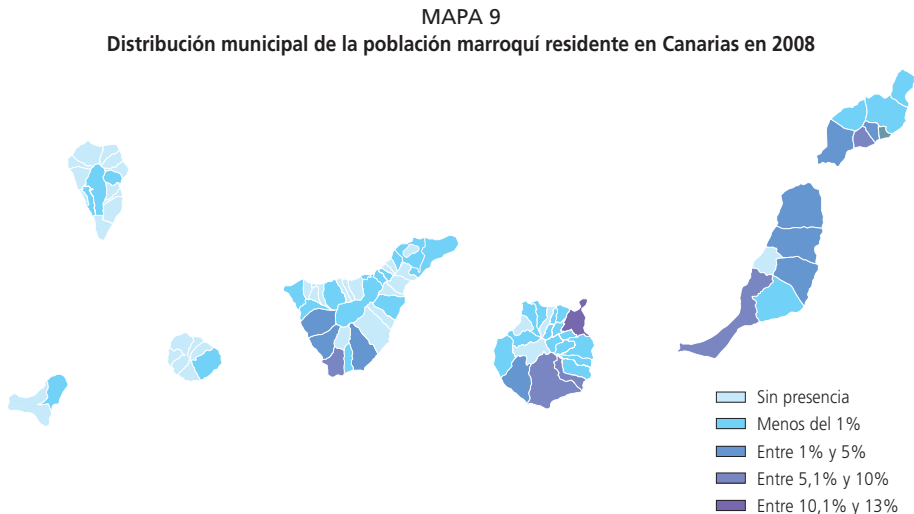 MAPA 9
Distribución municipal de la población marroquí residente en Canarias en 2008
Sin presencia
Menos del 1%
Entre 1% y 5%
Entre 5,1% y 10%
Entre 10,1% y 13%